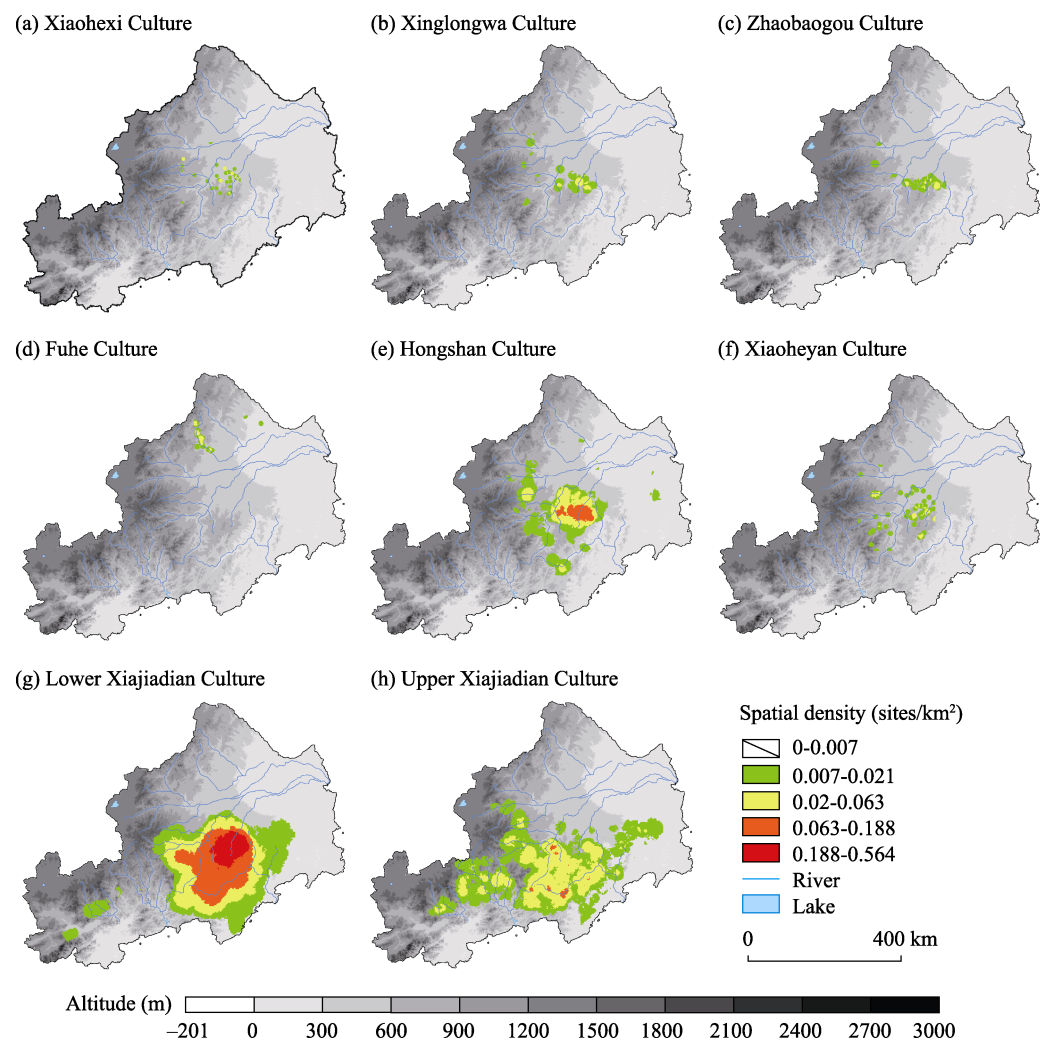 (a) Xiaohexi Culture
(b) Xinglongwa Culture
(c) Zhaobaogou Culture
(d) Fuhe Culture
(e) Hongshan Culture
(f) Xiaoheyan Culture
(g) Lower Xiajiadian Culture
(h) Upper Xiajiadian Culture
Spatial density (sites/km²)
0-0.007
0.007-0.021
0.02-0.063
0.063-0.188
0.188-0.564
River
Lake
0 400 km
Altitude (m)
–201 0 300 600 900 1200 1500 1800 2100 2400 2700 3000